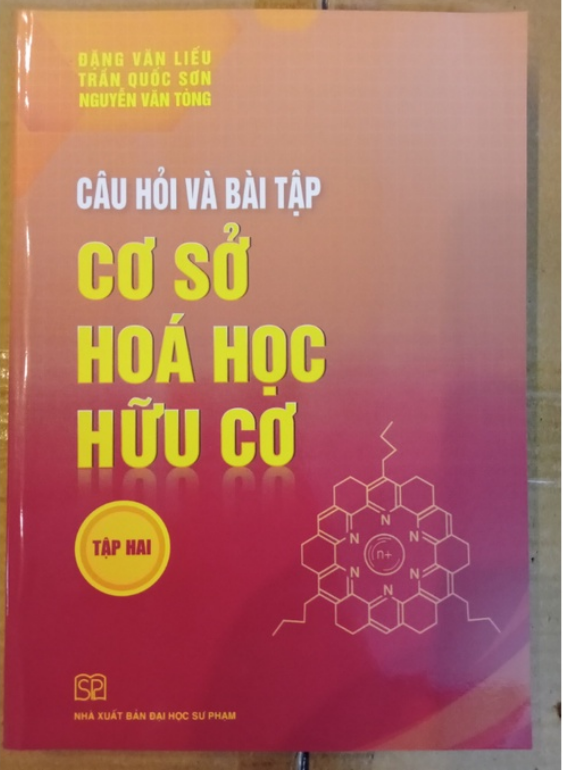 ĐẶNG VĂN LIẾU
TRẦN QUỐC SƠN
NGUYỄN VĂN TÒNG
CÂU HỎI VÀ BÀI TẬP
CƠ SỞ
HOÁ HỌC
HỮU CƠ
TẬP HAI
N
N
N
n+
N
N
N
SP
NHÀ XUẤT BẢN ĐẠI HỌC SƯ PHẠM